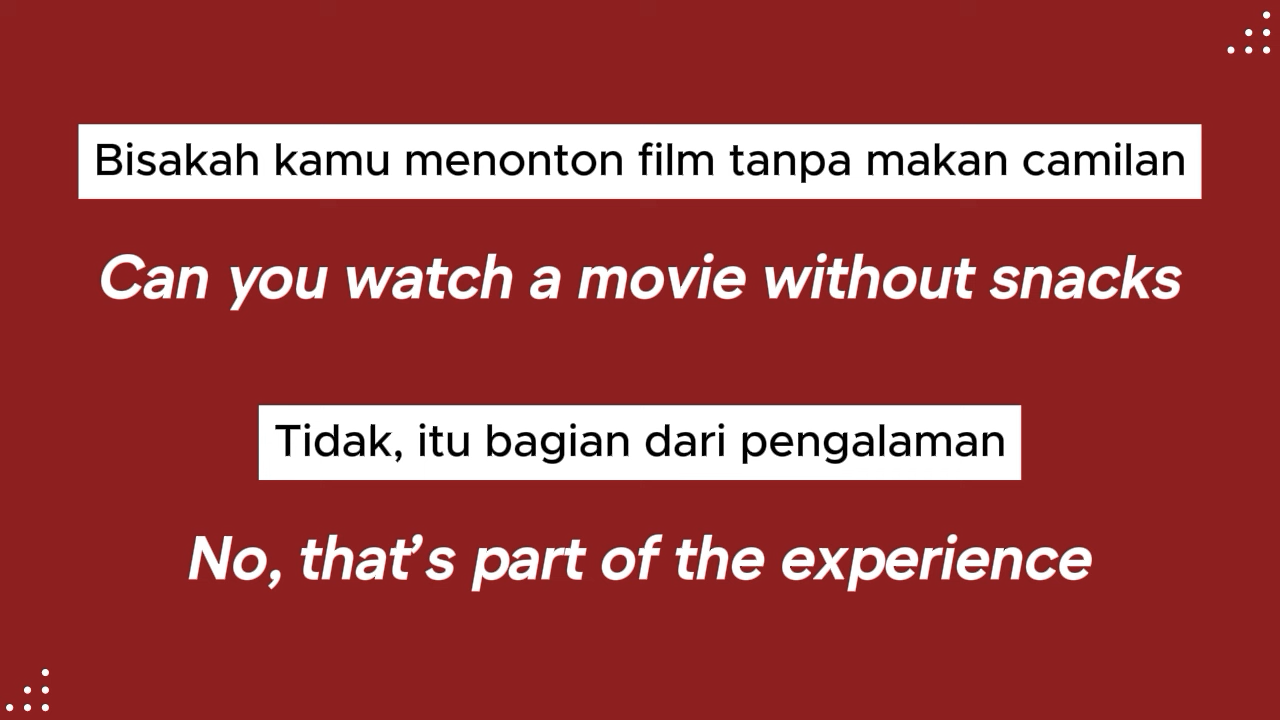 Bisakah kamu menonton film tanpa makan camilan
Can you watch a movie without snacks
Tidak, itu bagian dari pengalaman
No, that’s part of the experience